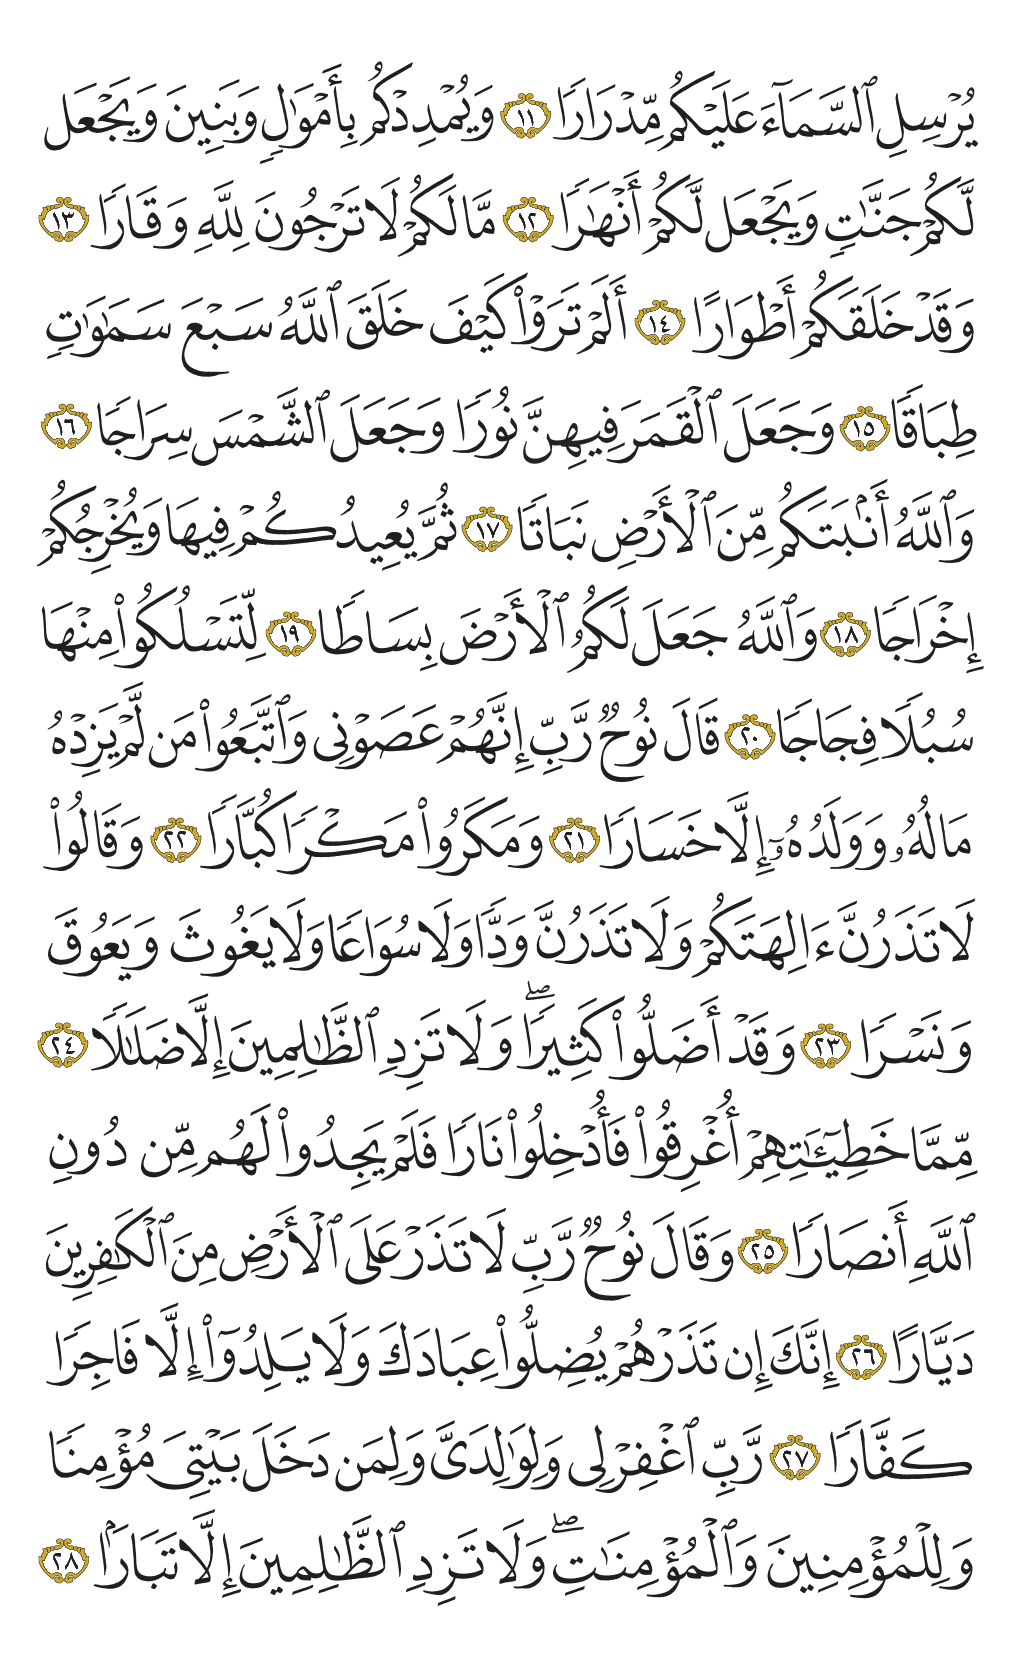 يُرْسِلِ ٱلسَّمَآءَ عَلَيْكُم مِّدْرَارًا ١١ وَيُمْدِدْكُم بِأَمْوَٰلٍ وَبَنِينَ وَيَجْعَل
لَّكُمْ جَنَّٰتٍ وَيَجْعَل لَّكُمْ أَنْهَٰرًا ١٢ مَّا لَكُمْ لَا تَرْجُونَ لِلَّهِ وَقَارًا ١٣
وَقَدْ خَلَقَكُمْ أَطْوَارًا ١٤ أَلَمْ تَرَوْا۟ كَيْفَ خَلَقَ ٱللَّهُ سَبْعَ سَمَٰوَٰتٍ
طِبَاقًا ١٥ وَجَعَلَ ٱلْقَمَرَ فِيهِنَّ نُورًا وَجَعَلَ ٱلشَّمْسَ سِرَاجًا ١٦
وَٱللَّهُ أَنۢبَتَكُم مِّنَ ٱلْأَرْضِ نَبَاتًا ١٧ ثُمَّ يُعِيدُكُمْ فِيهَا وَيُخْرِجُكُمْ
إِخْرَاجًا ١٨ وَٱللَّهُ جَعَلَ لَكُمُ ٱلْأَرْضَ بِسَاطًا ١٩ لِّتَسْلُكُوا۟ مِنْهَا
سُبُلًا فِجَاجًا ٢٠ قَالَ نُوحٌ رَّبِّ إِنَّهُمْ عَصَوْنِى وَٱتَّبَعُوا۟ مَن لَّمْ يَزِدْهُ
مَالُهُۥ وَوَلَدُهُۥٓ إِلَّا خَسَارًا ٢١ وَمَكَرُوا۟ مَكْرًا كُبَّارًا ٢٢ وَقَالُوا۟
لَا تَذَرُنَّ ءَالِهَتَكُمْ وَلَا تَذَرُنَّ وَدًّا وَلَا سُوَاعًا وَلَا يَغُوثَ وَيَعُوقَ
وَنَسْرًا ٢٣ وَقَدْ أَضَلُّوا۟ كَثِيرًا ۖ وَلَا تَزِدِ ٱلظَّٰلِمِينَ إِلَّا ضَلَٰلًا ٢٤
مِّمَّا خَطِيٓـَٰٔتِهِمْ أُغْرِقُوا۟ فَأُدْخِلُوا۟ نَارًا فَلَمْ يَجِدُوا۟ لَهُم مِّن دُونِ
ٱللَّهِ أَنصَارًا ٢٥ وَقَالَ نُوحٌ رَّبِّ لَا تَذَرْ عَلَى ٱلْأَرْضِ مِنَ ٱلْكَٰفِرِينَ
دَيَّارًا ٢٦ إِنَّكَ إِن تَذَرْهُمْ يُضِلُّوا۟ عِبَادَكَ وَلَا يَلِدُوٓا۟ إِلَّا فَاجِرًا
كَفَّارًا ٢٧ رَّبِّ ٱغْفِرْ لِى وَلِوَٰلِدَىَّ وَلِمَن دَخَلَ بَيْتِىَ مُؤْمِنًا
وَلِلْمُؤْمِنِينَ وَٱلْمُؤْمِنَٰتِ ۖ وَلَا تَزِدِ ٱلظَّٰلِمِينَ إِلَّا تَبَارًۢا ٢٨